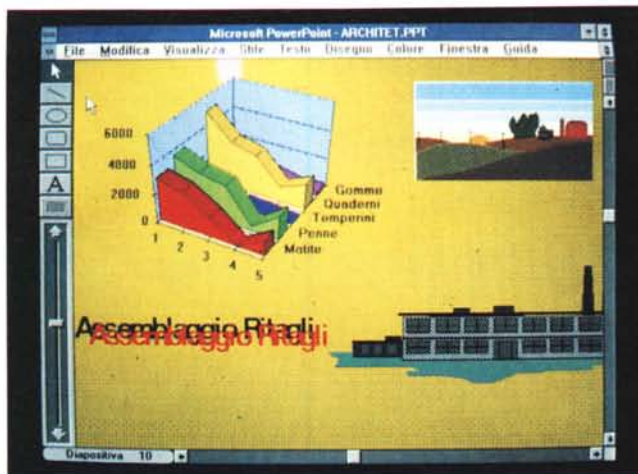 Microsoft PowerPoint - ARCHITET.PPT
File Modifica Visualizza Stile Testo Disegno Colore Finestra Guida
A
6000
4000
2000
0
1 2 3 4 5
Gomme
Quaderni
Temperini
Penne
Matite
Assemblaggio Ritagli
Assemblaggio Ritagli
Diapositiva 10